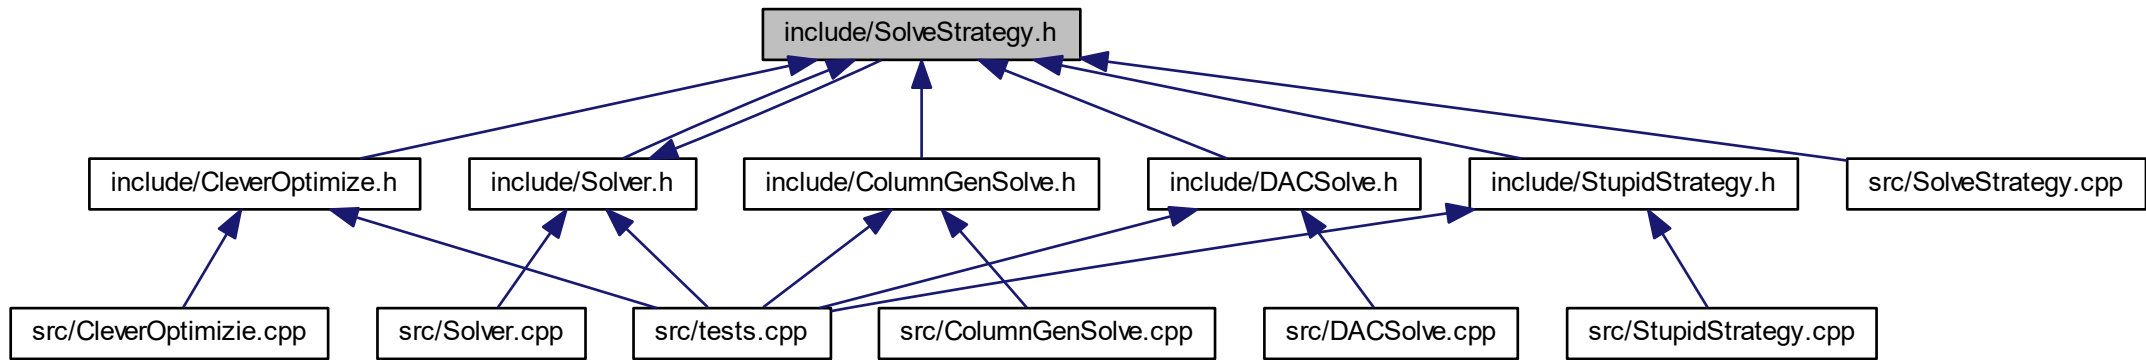 include/SolveStrategy.h
include/CleverOptimize.h
include/Solver.h
include/ColumnGenSolve.h
include/DACSolve.h
include/StupidStrategy.h
src/SolveStrategy.cpp
src/CleverOptimizie.cpp
src/Solver.cpp
src/tests.cpp
src/ColumnGenSolve.cpp
src/DACSolve.cpp
src/StupidStrategy.cpp